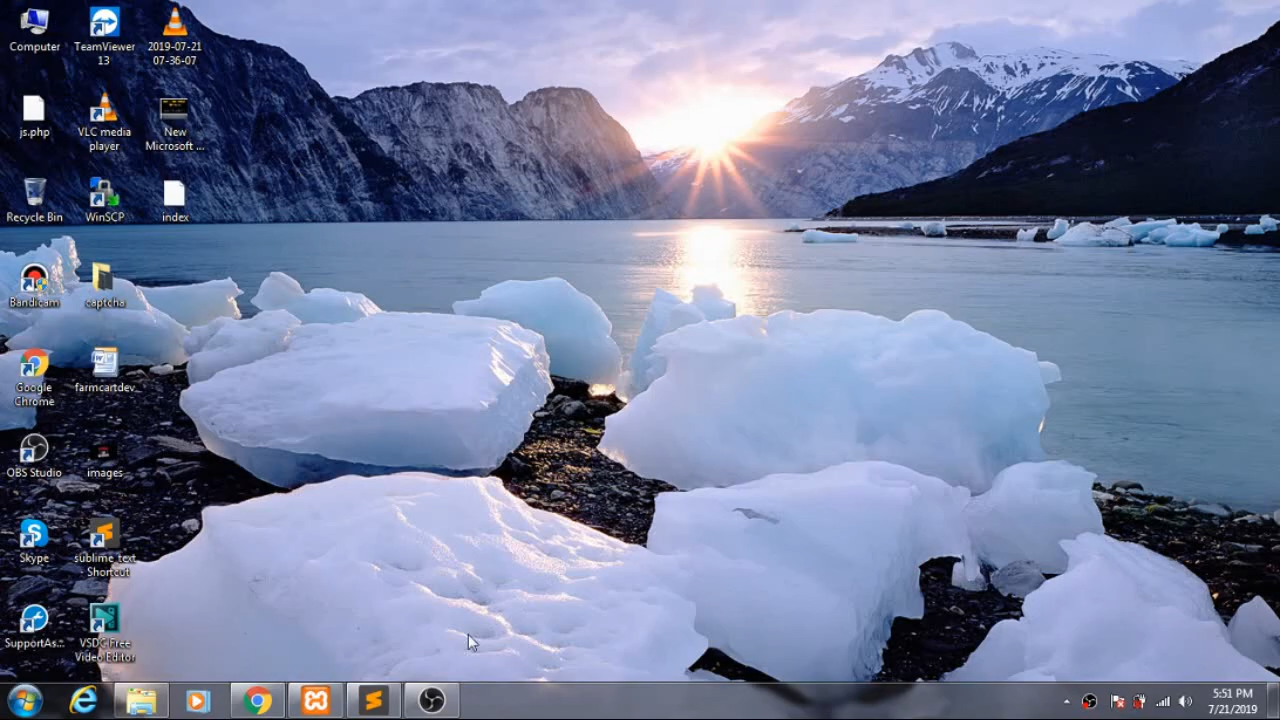 Computer
TeamViewer
13
2019-07-21
07-36-07
js.php
VLC media
player
New
Microsoft ...
Recycle Bin
WinSCP
index
Bandicam
captcha
Google
Chrome
farmcartdev
OBS Studio
images
Skype
sublime_text
- Shortcut
SupportAs...
VSDC Free
Video Editor
5:51 PM
7/21/2019